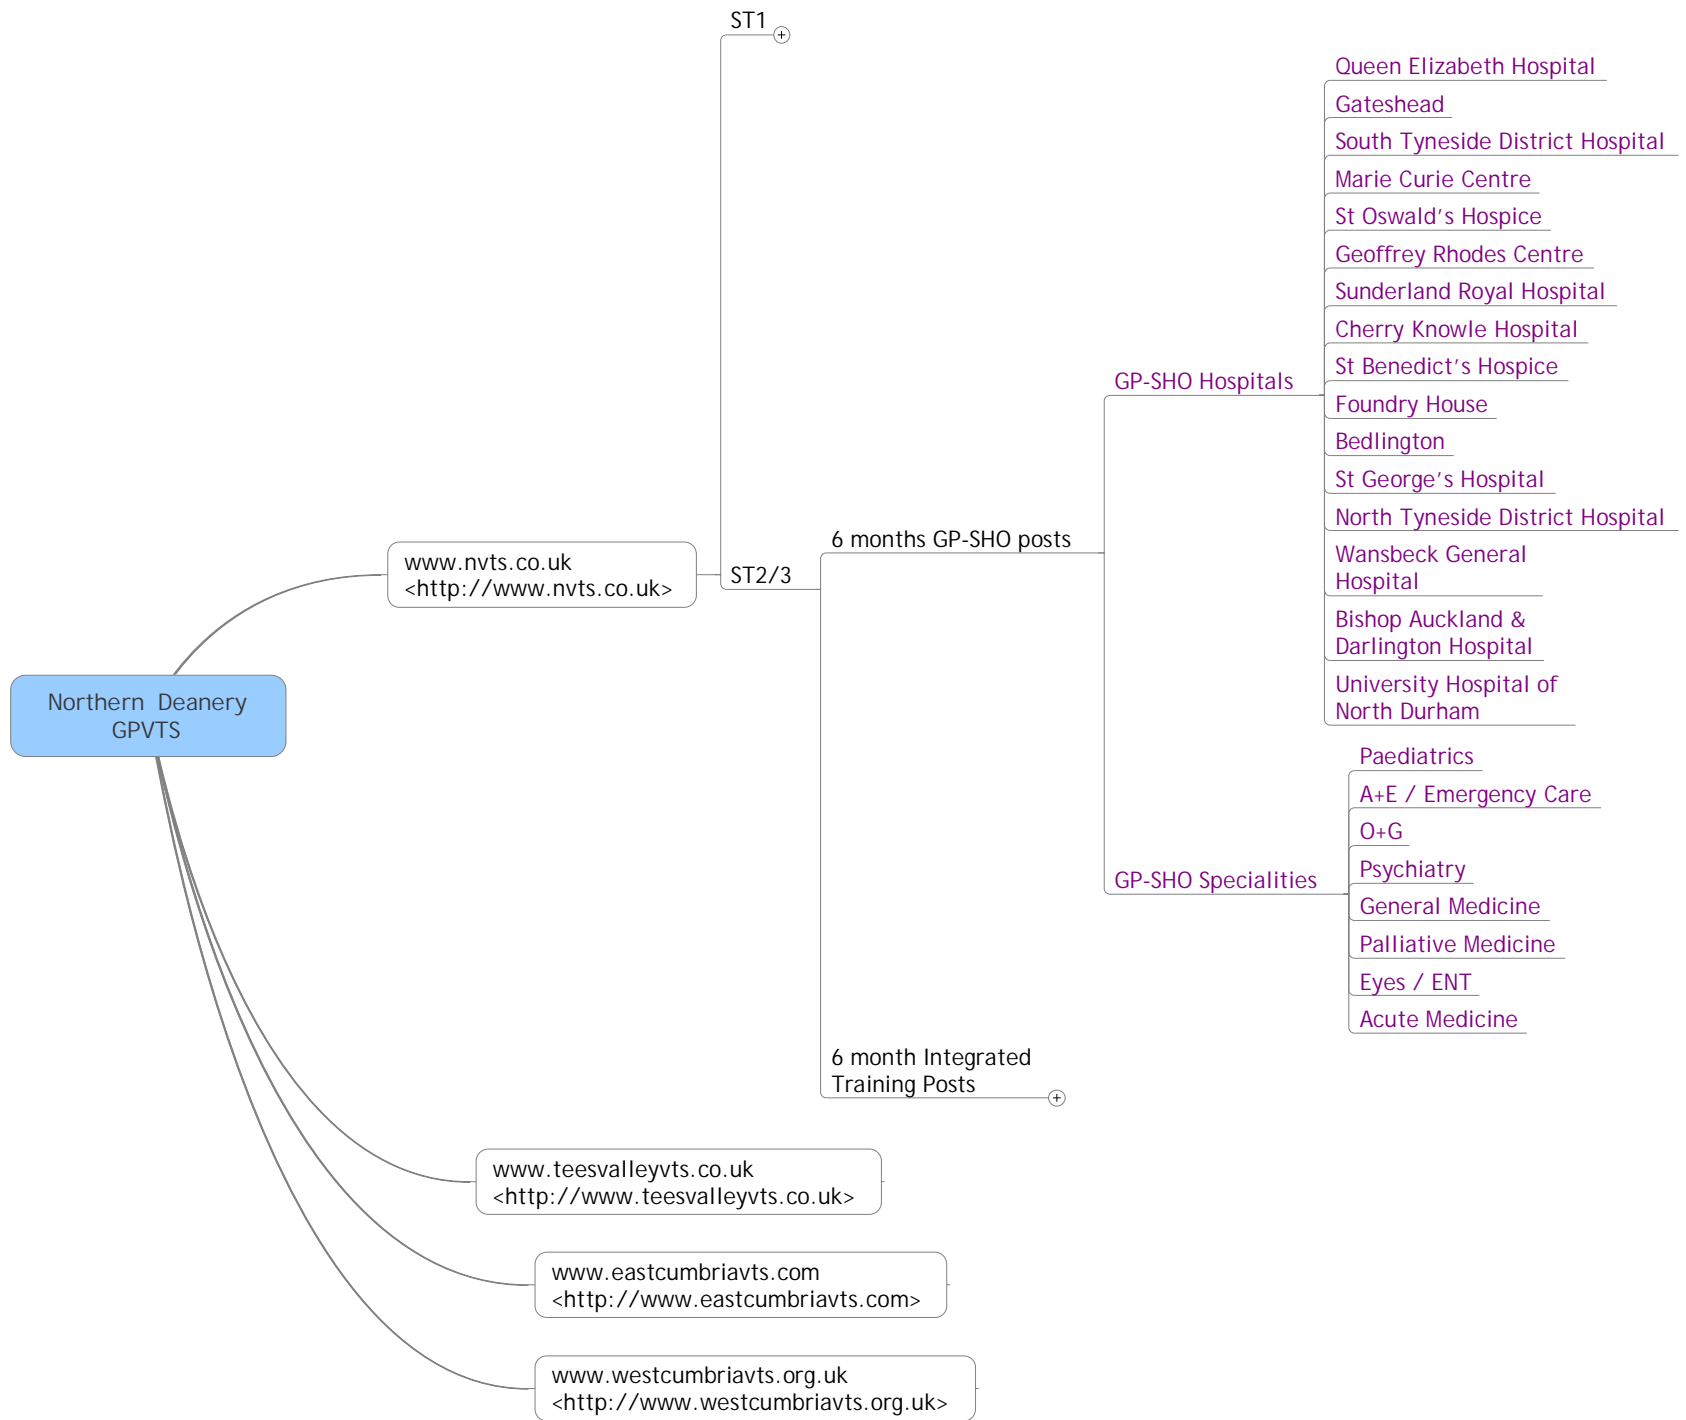 ST1
Queen Elizabeth Hospital
Gateshead
South Tyneside District Hospital
Marie Curie Centre
St Oswald's Hospice
Geoffrey Rhodes Centre
Sunderland Royal Hospital
Cherry Knowle Hospital
St Benedict's Hospice
GP-SHO Hospitals
Foundry House
Bedlington
St George's Hospital
North Tyneside District Hospital
6 months GP-SHO posts
Wansbeck General
Hospital
www.nvts.co.uk
<http://www.nvts.co.uk>
ST2/3
Bishop Auckland &
Darlington Hospital
University Hospital of
North Durham
Northern Deanery
GPVTS
Paediatrics
A+E / Emergency Care
O+G
Psychiatry
GP-SHO Specialities
General Medicine
Palliative Medicine
Eyes / ENT
Acute Medicine
6 month Integrated
Training Posts
www.teesvalleyvts.co.uk
<http://www.teesvalleyvts.co.uk>
www.eastcumbriavts.com
<http://www.eastcumbriavts.com>
www.westcumbriavts.org.uk
<http://www.westcumbriavts.org.uk>